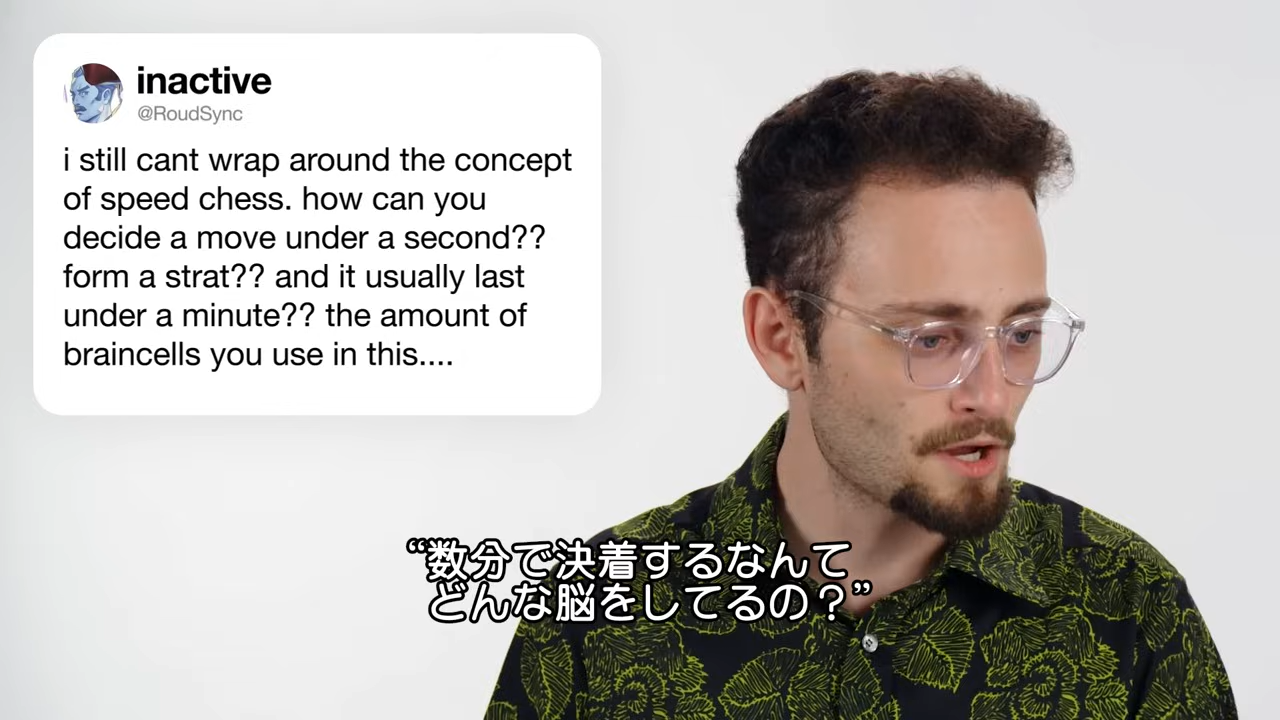 inactive
@RoudSync
i still cant wrap around the concept
of speed chess. how can you
decide a move under a second??
form a strat?? and it usually last
under a minute?? the amount of
braincells you use in this....
“数分で決着するなんて
どんな脳をしてるの？”